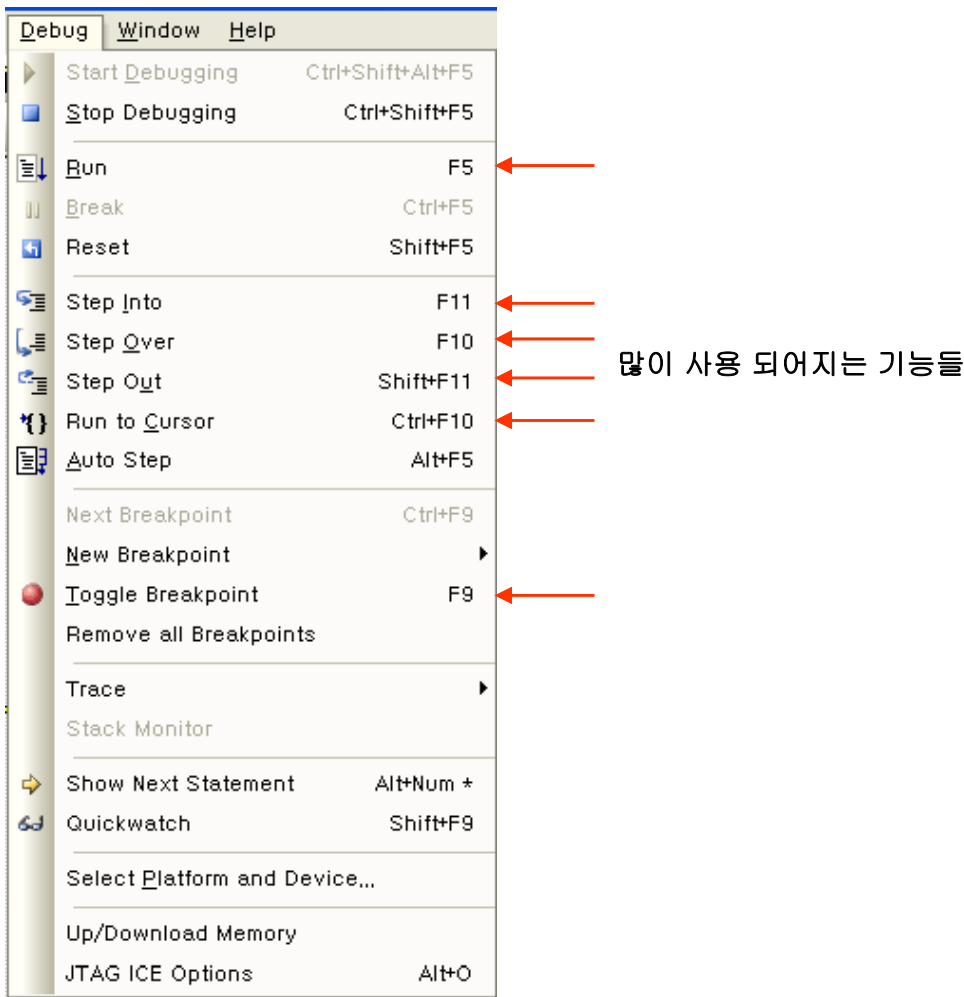 Debug Window Help
Start Debugging Ctrl+Shift+Alt+F5
Stop Debugging Ctrl+Shift+F5
Run F5
Break Ctrl+F5
Reset Shift+F5
Step Into F11
Step Over F10
많이 사용 되어지는 기능들
Step Out Shift+F11
Run to Cursor Ctrl+F10
Auto Step Alt+F5
Next Breakpoint Ctrl+F9
New Breakpoint
Toggle Breakpoint F9
Remove all Breakpoints
Trace
Stack Monitor
Show Next Statement Alt+Num *
Quickwatch Shift+F9
Select Platform and Device...
Up/Download Memory
JTAG ICE Options Alt+O